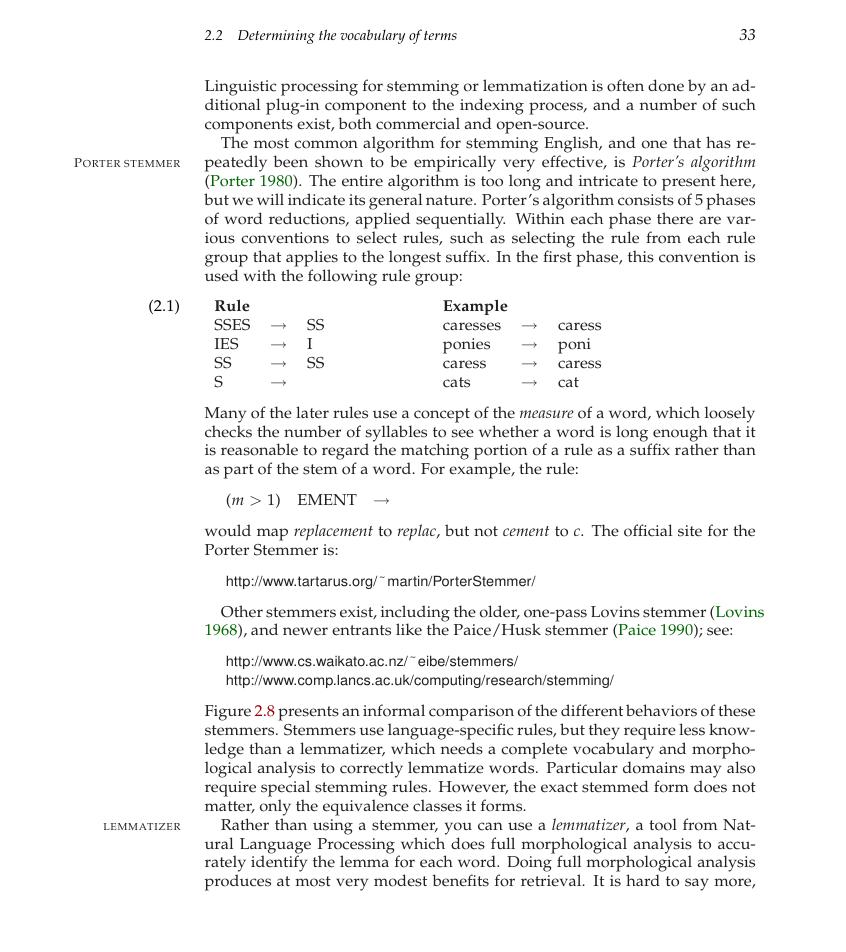 2.2 Determining the vocabulary of terms 33
Linguistic processing for stemming or lemmatization is often done by an ad-
ditional plug-in component to the indexing process, and a number of such
components exist, both commercial and open-source.
The most common algorithm for stemming English, and one that has re-
PORTER STEMMER peatedly been shown to be empirically very effective, is Porter's algorithm
(Porter 1980). The entire algorithm is too long and intricate to present here,
but we will indicate its general nature. Porter's algorithm consists of 5 phases
of word reductions, applied sequentially. Within each phase there are var-
ious conventions to select rules, such as selecting the rule from each rule
group that applies to the longest suffix. In the first phase, this convention is
used with the following rule group:
(2.1) Rule Example
SSES → SS caresses → caress
IES → I ponies → poni
SS → SS caress → caress
S → cats → cat
Many of the later rules use a concept of the measure of a word, which loosely
checks the number of syllables to see whether a word is long enough that it
is reasonable to regard the matching portion of a rule as a suffix rather than
as part of the stem of a word. For example, the rule:
(m > 1) EMENT →
would map replacement to replac, but not cement to c. The official site for the
Porter Stemmer is:
http://www.tartarus.org/~martin/PorterStemmer/
Other stemmers exist, including the older, one-pass Lovins stemmer (Lovins
1968), and newer entrants like the Paice/Husk stemmer (Paice 1990); see:
http://www.cs.waikato.ac.nz/~eibe/stemmers/
http://www.comp.lancs.ac.uk/computing/research/stemming/
Figure 2.8 presents an informal comparison of the different behaviors of these
stemmers. Stemmers use language-specific rules, but they require less know-
ledge than a lemmatizer, which needs a complete vocabulary and morpho-
logical analysis to correctly lemmatize words. Particular domains may also
require special stemming rules. However, the exact stemmed form does not
matter, only the equivalence classes it forms.
LEMMATIZER Rather than using a stemmer, you can use a lemmatizer, a tool from Nat-
ural Language Processing which does full morphological analysis to accu-
rately identify the lemma for each word. Doing full morphological analysis
produces at most very modest benefits for retrieval. It is hard to say more,